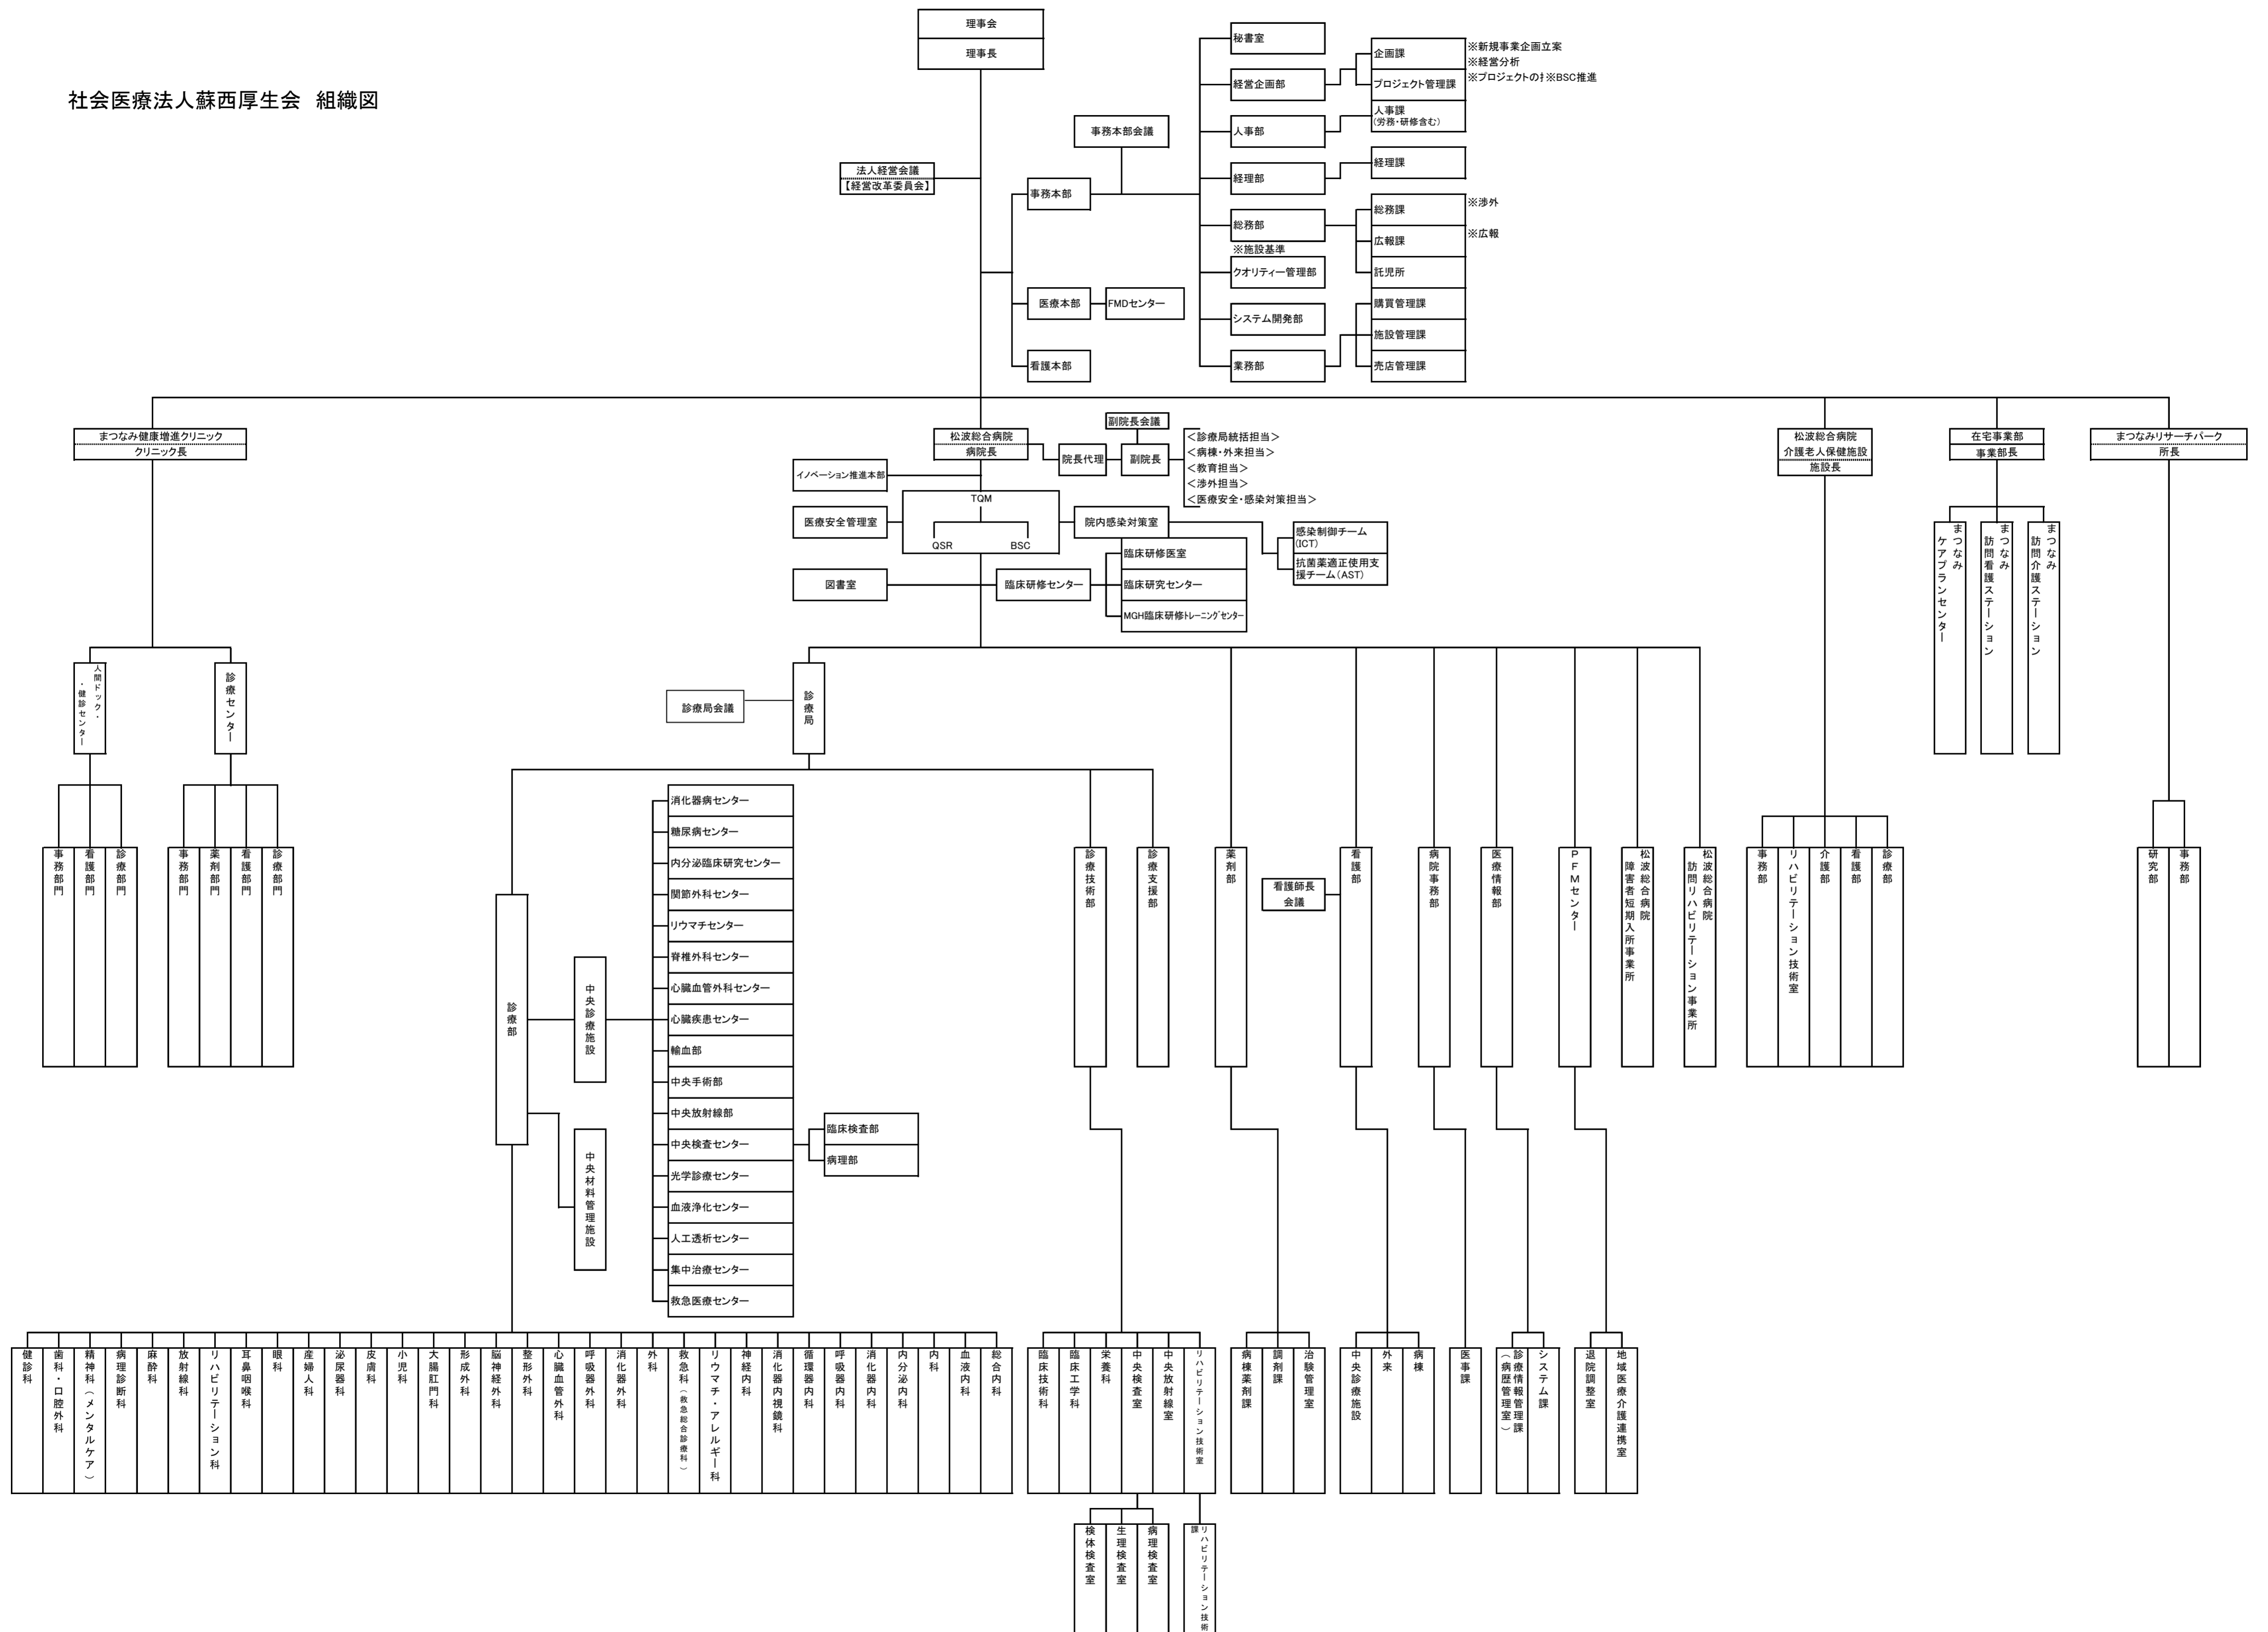 社会医療法人蘇西厚生会 組織図
理事会
理事長
法人経営会議
【経営改革委員会】
事務本部会議
事務本部
医療本部
FMDセンター
看護本部
秘書室
経営企画部
人事部
経理部
総務部
※施設基準
クオリティー管理部
システム開発部
業務部
企画課
プロジェクト管理課
人事課
(労務・研修含む)
経理課
総務課
広報課
託児所
購買管理課
施設管理課
売店管理課
※新規事業企画立案
※経営分析
※プロジェクトの
※BSC推進
※渉外
※広報
まつなみ健康増進クリニック
クリニック長
松波総合病院
病院長
院長代理
副院長会議
副院長
＜診療局統括担当＞
＜病棟・外来担当＞
＜教育担当＞
＜渉外担当＞
＜医療安全・感染対策担当＞
松波総合病院
介護老人保健施設
施設長
在宅事業部
事業部長
まつなみリサーチパーク
所長
イノベーション推進本部
医療安全管理室
TQM
QSR
BSC
院内感染対策室
感染制御チーム
(ICT)
抗菌薬適正使用支
援チーム(AST)
図書室
臨床研修センター
臨床研修医室
臨床研究センター
MGH臨床研修トレーニングセンター
まつなみ
ケアプランセンター
まつなみ
訪問看護ステーション
まつなみ
訪問介護ステーション
人間ドック・
・健診センター
診療センター
診療局会議
診療局
事務部門
看護部門
診療部門
事務部門
薬剤部門
看護部門
診療部門
診療部
中央診療施設
中央材料管理施設
消化器病センター
糖尿病センター
内分泌臨床研究センター
関節外科センター
リウマチセンター
脊椎外科センター
心臓血管外科センター
心臓疾患センター
輸血部
中央手術部
中央放射線部
中央検査センター
光学診療センター
血液浄化センター
人工透析センター
集中治療センター
救急医療センター
臨床検査部
病理部
診療技術部
診療支援部
薬剤部
看護師長
会議
看護部
病院事務部
医療情報部
PFMセンター
松波総合病院
障害者短期入所事業所
松波総合病院
訪問リハビリテーション事業所
事務部
リハビリテーション技術室
介護部
看護部
診療部
研究部
事務部
健診科
歯科・口腔外科
精神科(メンタルケア)
病理診断科
麻酔科
放射線科
リハビリテーション科
耳鼻咽喉科
眼科
産婦人科
泌尿器科
皮膚科
小児科
大腸肛門科
形成外科
脳神経外科
整形外科
心臓血管外科
呼吸器外科
消化器外科
外科
救急科(救急総合診療科)
リウマチ・アレルギー科
神経内科
消化器内視鏡科
循環器内科
呼吸器内科
消化器内科
内分泌内科
内科
血液内科
総合内科
臨床技術科
臨床工学科
栄養科
中央検査室
中央放射線室
リハビリテーション技術室
病棟薬剤課
調剤課
治験管理室
中央診療施設
外来
病棟
医事課
診療情報管理課
(病歴管理室)
システム課
退院調整室
地域医療介護連携室
検体検査室
生理検査室
病理検査室
リハビリテーション技術
課